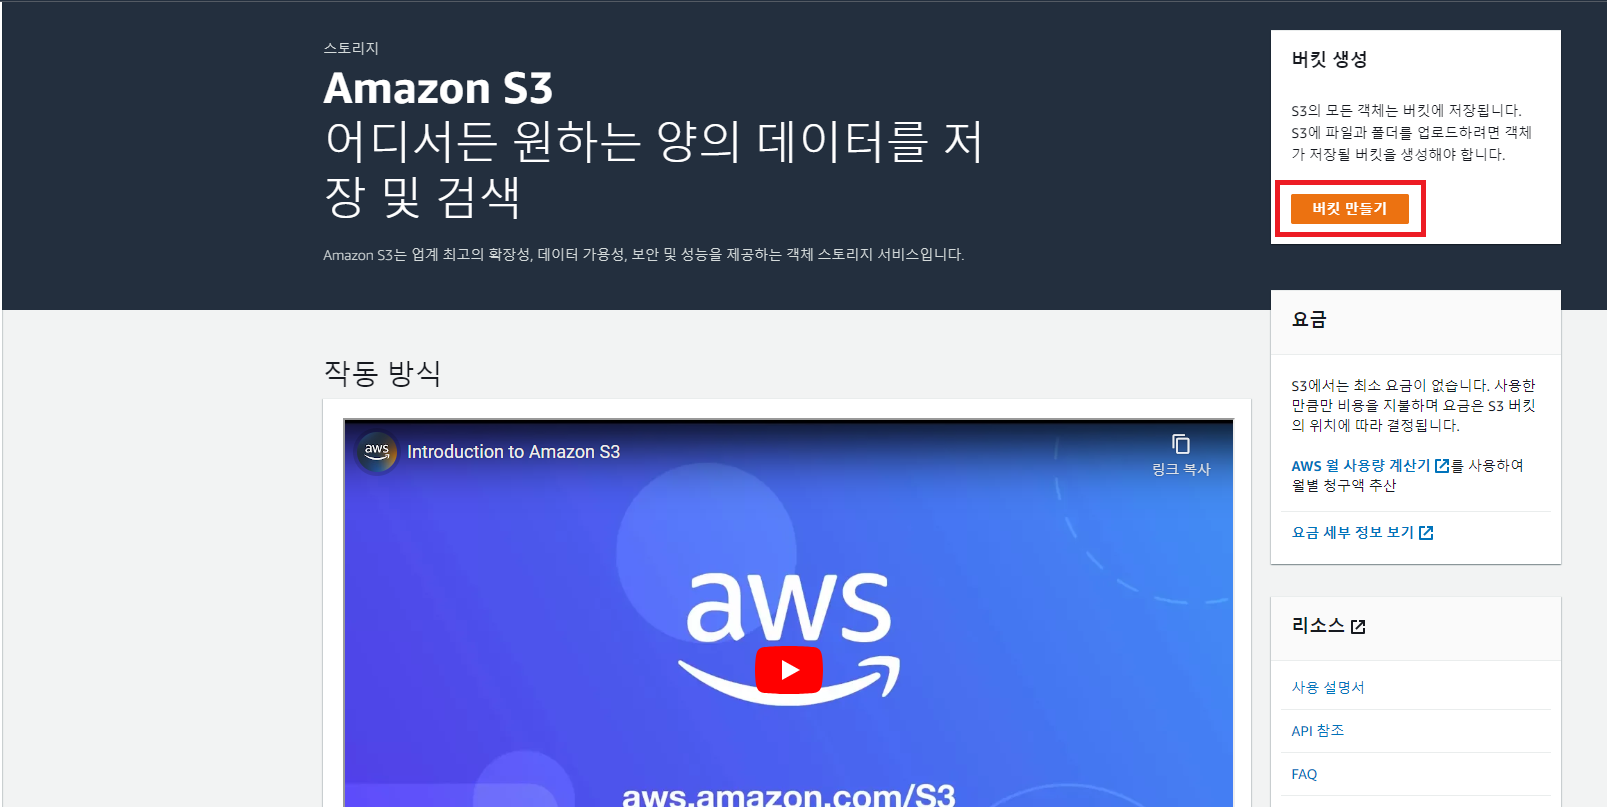 스토리지
Amazon S3
어디서든 원하는 양의 데이터를 저
장 및 검색
Amazon S3는 업계 최고의 확장성, 데이터 가용성, 보안 및 성능을 제공하는 객체 스토리지 서비스입니다.
버킷 생성
S3의 모든 객체는 버킷에 저장됩니다.
S3에 파일과 폴더를 업로드하려면 객체
가 저장될 버킷을 생성해야 합니다.
버킷 만들기
요금
S3에서는 최소 요금이 없습니다. 사용한
만큼만 비용을 지불하며 요금은 S3 버킷
의 위치에 따라 결정됩니다.
AWS 월 사용량 계산기를 사용하여
월별 청구액 추산
요금 세부 정보 보기
리소스
사용 설명서
API 참조
FAQ
작동 방식
aws
Introduction to Amazon S3
링크 복사
aws
aws.amazon.com/S3